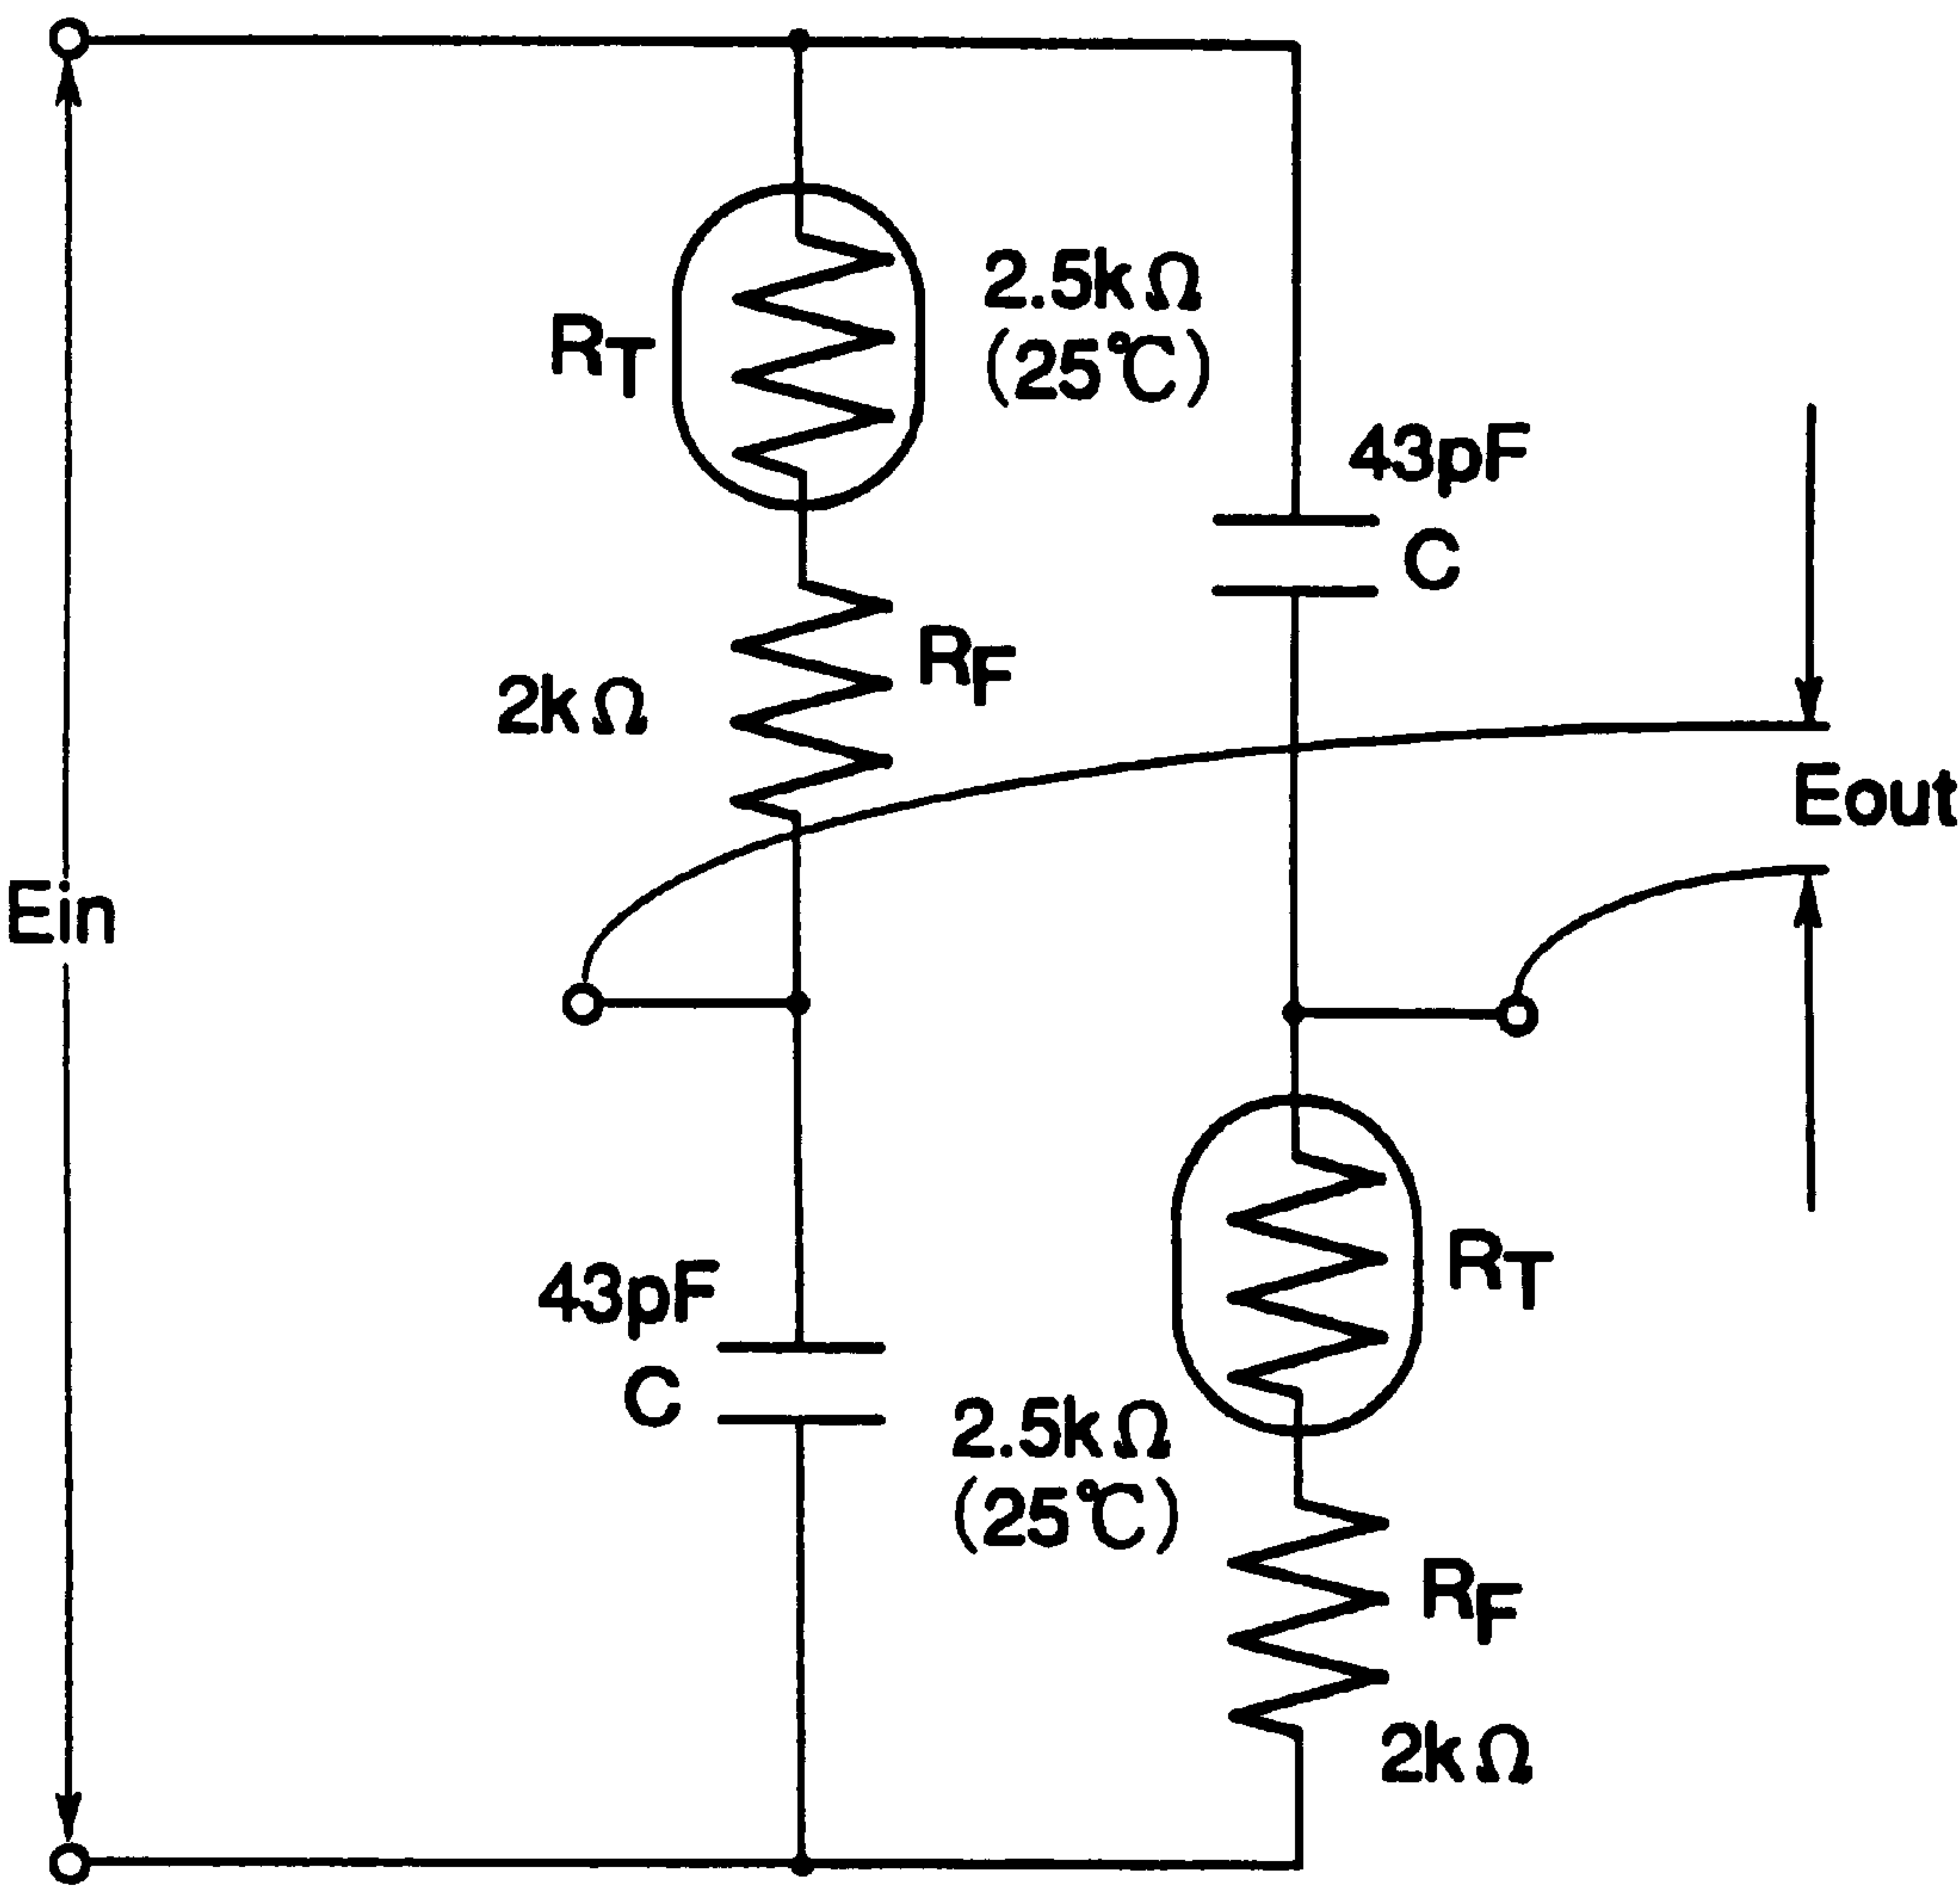 2.5kΩ
(25℃)
RT
43pF
C
RF
2kΩ
Eout
Ein
43pF
C
RT
2.5kΩ
(25℃)
RF
2kΩ